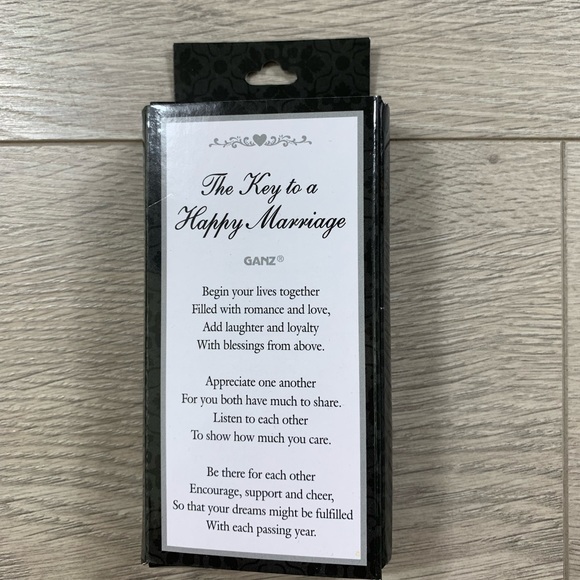 The Key to a
Happy Marriage
GANZ®
Begin your lives together
Filled with romance and love,
Add laughter and loyalty
With blessings from above.
Appreciate one another
For you both have much to share.
Listen to each other
To show how much you care.
Be there for each other
Encourage, support and cheer,
So that your dreams might be fulfilled
With each passing year.